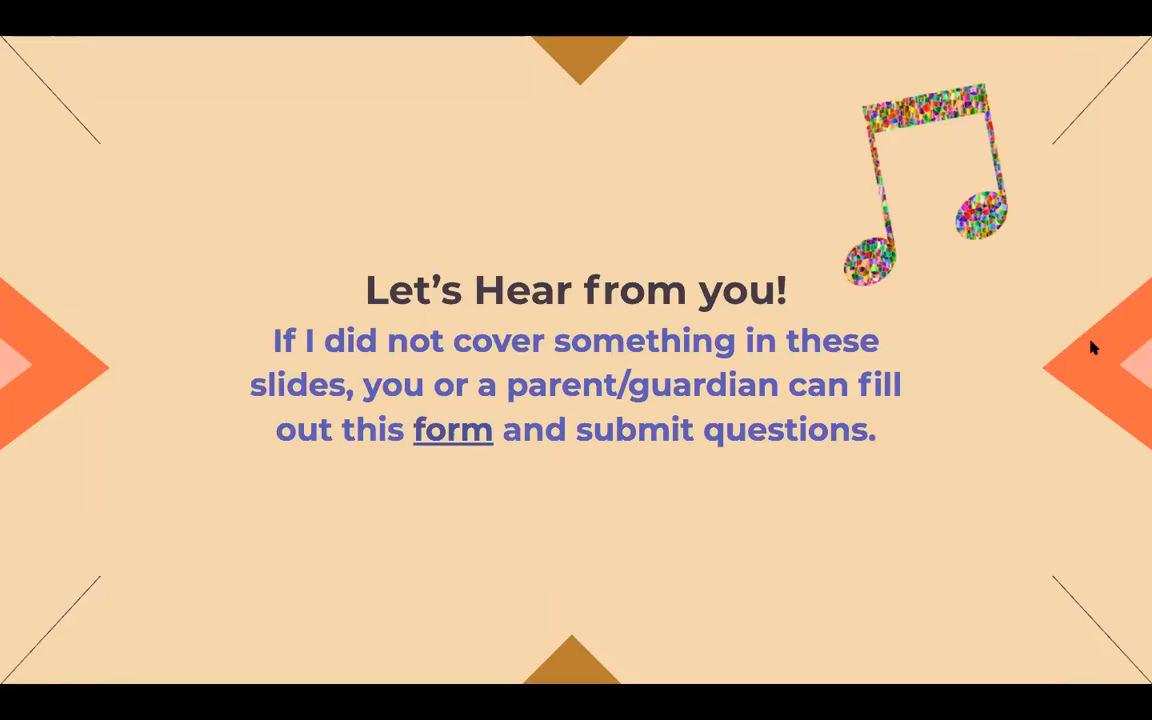 Let’s Hear from you!
If I did not cover something in these
slides, you or a parent/guardian can fill
out this form and submit questions.